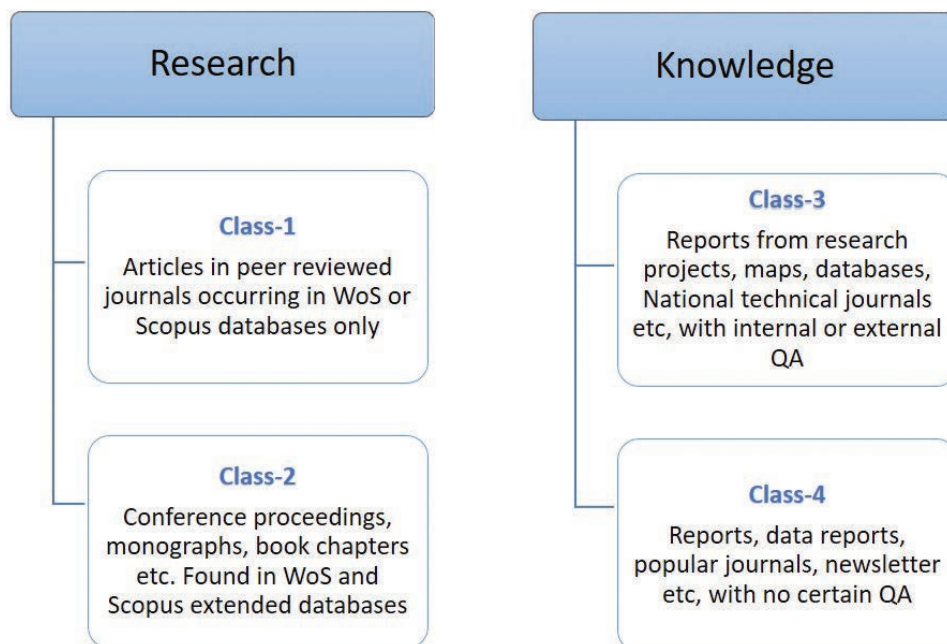 Research
Class-1
Articles in peer reviewed
journals occurring in WoS or
Scopus databases only
Class-2
Conference proceedings,
monographs, book chapters
etc. Found in WoS and
Scopus extended databases
Knowledge
Class-3
Reports from research
projects, maps, databases,
National technical journals
etc, with internal or external
QA
Class-4
Reports, data reports,
popular journals, newsletter
etc, with no certain QA